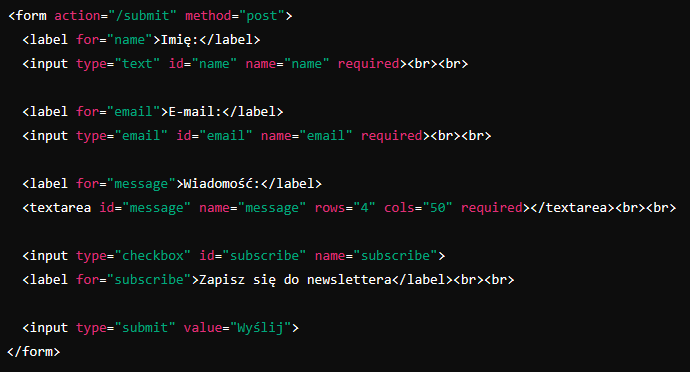 <form action="/submit" method="post">
  <label for="name">Imię:</label>
  <input type="text" id="name" name="name" required><br><br>

  <label for="email">E-mail:</label>
  <input type="email" id="email" name="email" required><br><br>

  <label for="message">Wiadomość:</label>
  <textarea id="message" name="message" rows="4" cols="50" required></textarea><br><br>

  <input type="checkbox" id="subscribe" name="subscribe">
  <label for="subscribe">Zapisz się do newslettera</label><br><br>

  <input type="submit" value="Wyślij">
</form>